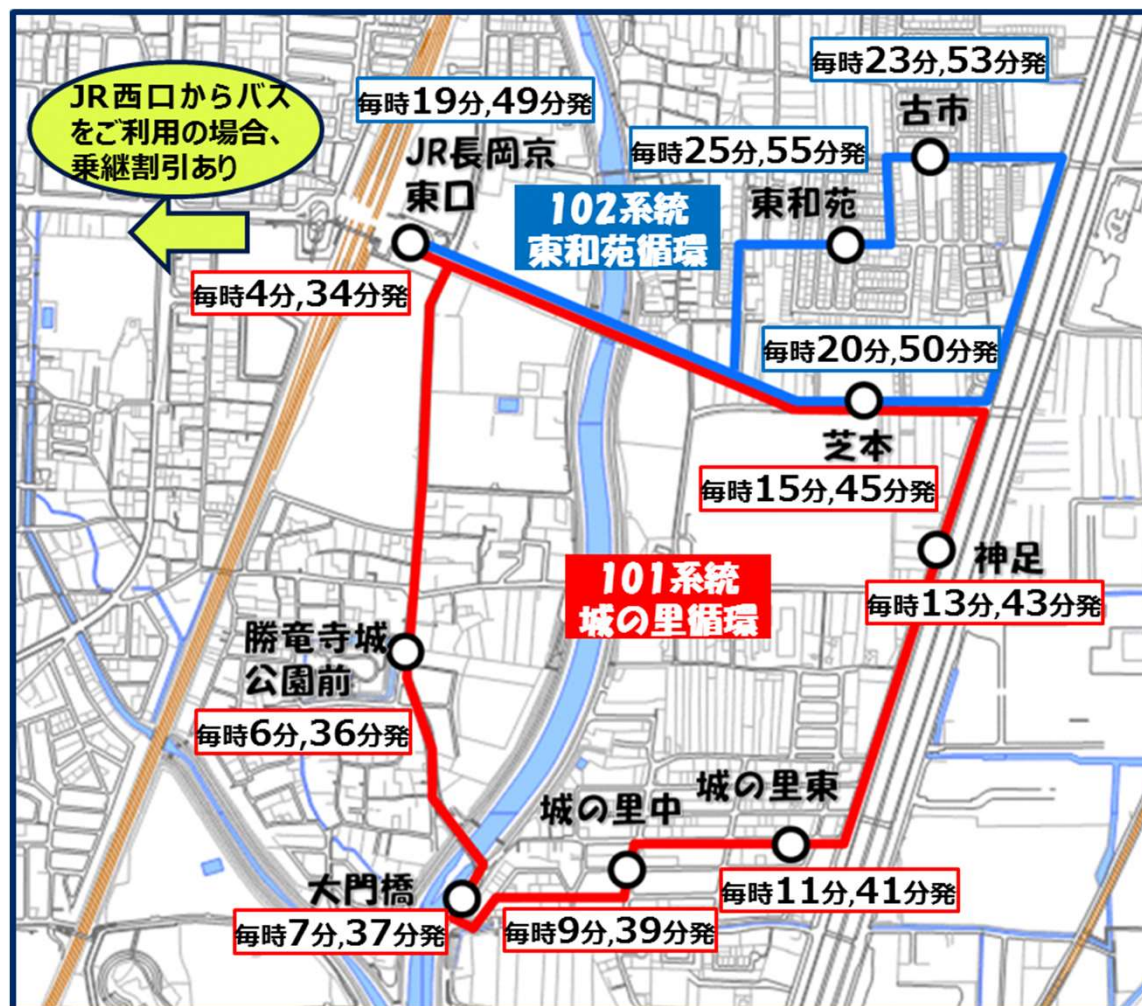 毎時23分,53分発
古市
JR西口からバス
をご利用の場合、
乗継割引あり
毎時19分,49分発
JR長岡京
東口
毎時25分,55分発
東和苑
102系統
東和苑循環
毎時4分,34分発
毎時20分,50分発
芝本
毎時15分,45分発
神足
毎時13分,43分発
101系統
城の里循環
勝竜寺城
公園前
毎時6分,36分発
城の里東
城の里中
毎時11分,41分発
大門橋
毎時7分,37分発
毎時9分,39分発